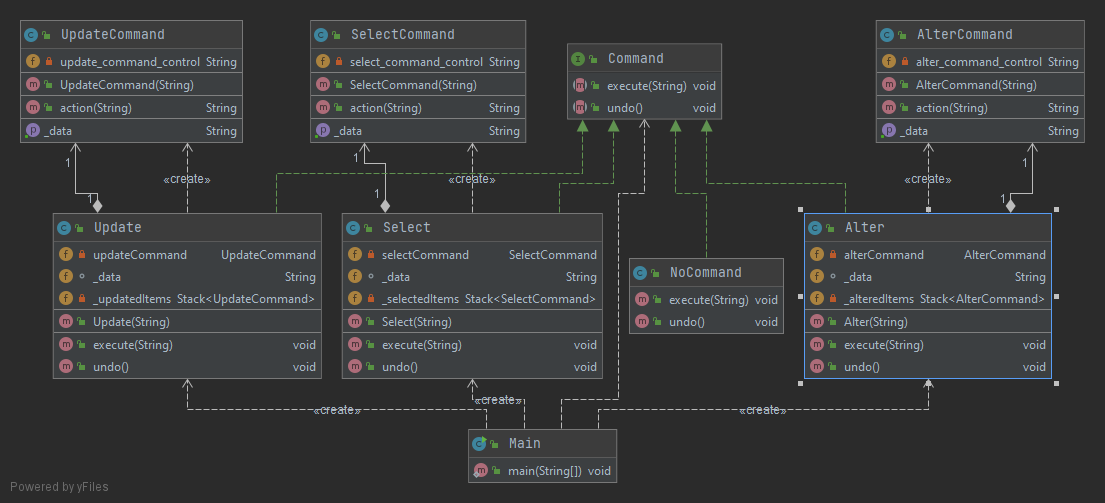 UpdateCommand
update_command_control String
UpdateCommand(String)
action(String) String
_data String
SelectCommand
select_command_control String
SelectCommand(String)
action(String) String
_data String
Command
execute(String) void
undo() void
AlterCommand
alter_command_control String
AlterCommand(String)
action(String) String
_data String
1
1
«create»
1
1
«create»
«create»
1
1
Update
updateCommand UpdateCommand
_data String
_updatedItems Stack<UpdateCommand>
Update(String)
execute(String) void
undo() void
Select
selectCommand SelectCommand
_data String
_selectedItems Stack<SelectCommand>
Select(String)
execute(String) void
undo() void
NoCommand
execute(String) void
undo() void
Alter
alterCommand AlterCommand
_data String
_alteredItems Stack<AlterCommand>
Alter(String)
execute(String) void
undo() void
«create»
«create»
«create»
Main
main(String[]) void
Powered by yFiles